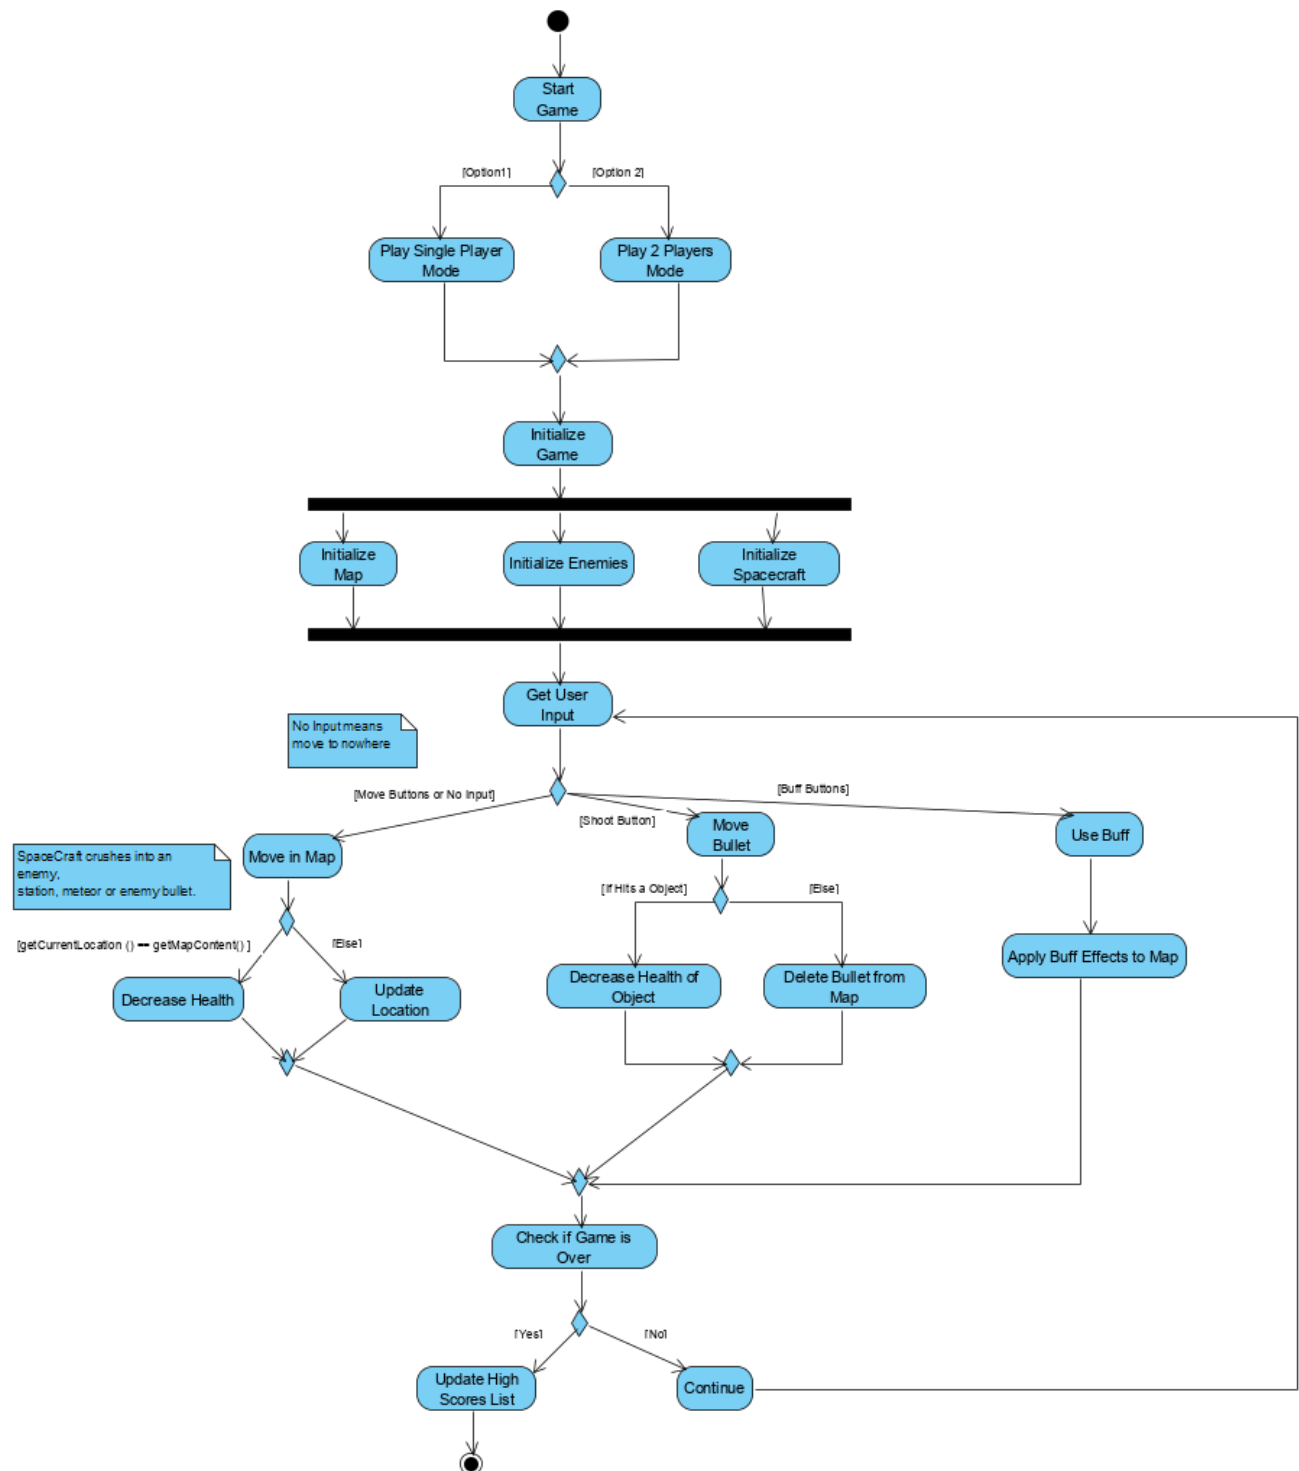 Start
Game
[Option1]
[Option 2]
Play Single Player
Mode
Play 2 Players
Mode
Initialize
Game
Initialize
Map
Initialize Enemies
Initialize
Spacecraft
Get User
Input
No Input means
move to nowhere
[Move Buttons or No Input]
[Shoot Button]
[Buff Buttons]
Move in Map
Move
Bullet
Use Buff
SpaceCraft crushes into an
enemy,
station, meteor or enemy bullet.
[getCurrentLocation () == getMapContent() ]
[Else]
[If Hits a Object]
[Else]
Decrease Health
Update
Location
Decrease Health of
Object
Delete Bullet from
Map
Apply Buff Effects to Map
Check if Game is
Over
[Yes]
[No]
Update High
Scores List
Continue